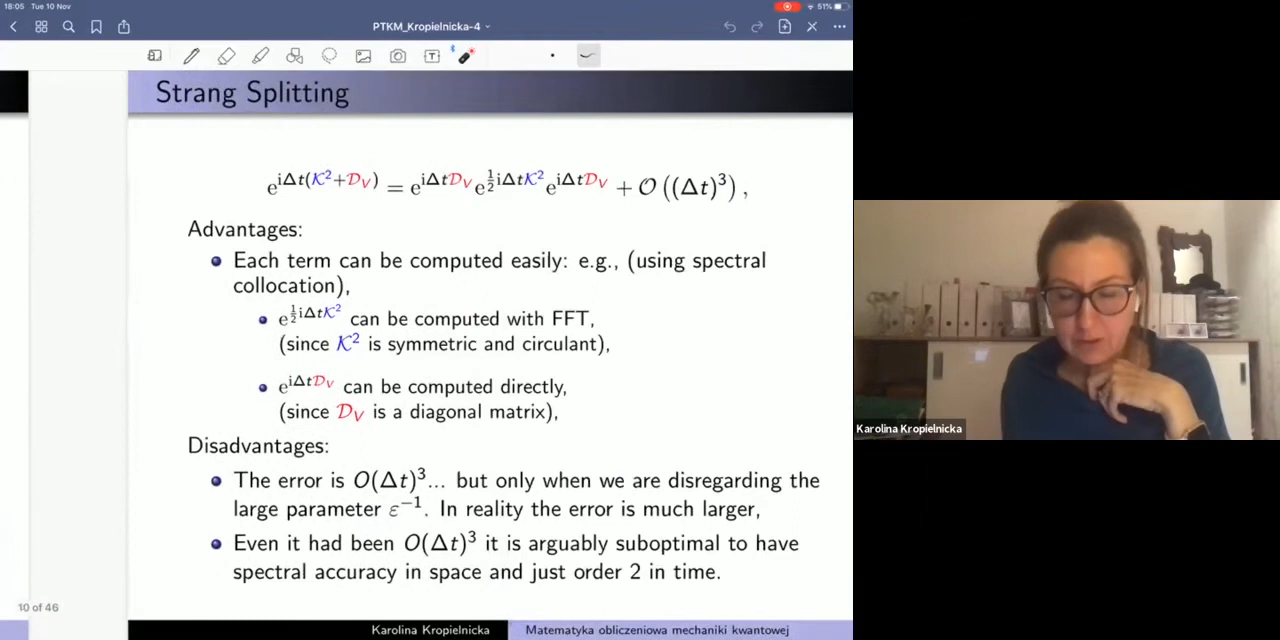 18:05 Tue 10 Nov
51%
PTKM_Kropielnicka-4
T
Strang Splitting
e^{iΔt(𝒦²+𝒟_V)} = e^{iΔt𝒟_V} e^{½iΔt𝒦²} e^{iΔt𝒟_V} + 𝒪((Δt)³),
Advantages:
Each term can be computed easily: e.g., (using spectral
collocation),
e^{½iΔt𝒦²} can be computed with FFT,
(since 𝒦² is symmetric and circulant),
e^{iΔt𝒟_V} can be computed directly,
(since 𝒟_V is a diagonal matrix),
Disadvantages:
The error is O(Δt)³... but only when we are disregarding the
large parameter ε⁻¹. In reality the error is much larger,
Even it had been O(Δt)³ it is arguably suboptimal to have
spectral accuracy in space and just order 2 in time.
10 of 46
Karolina Kropielnicka
Matematyka obliczeniowa mechaniki kwantowej
Karolina Kropielnicka